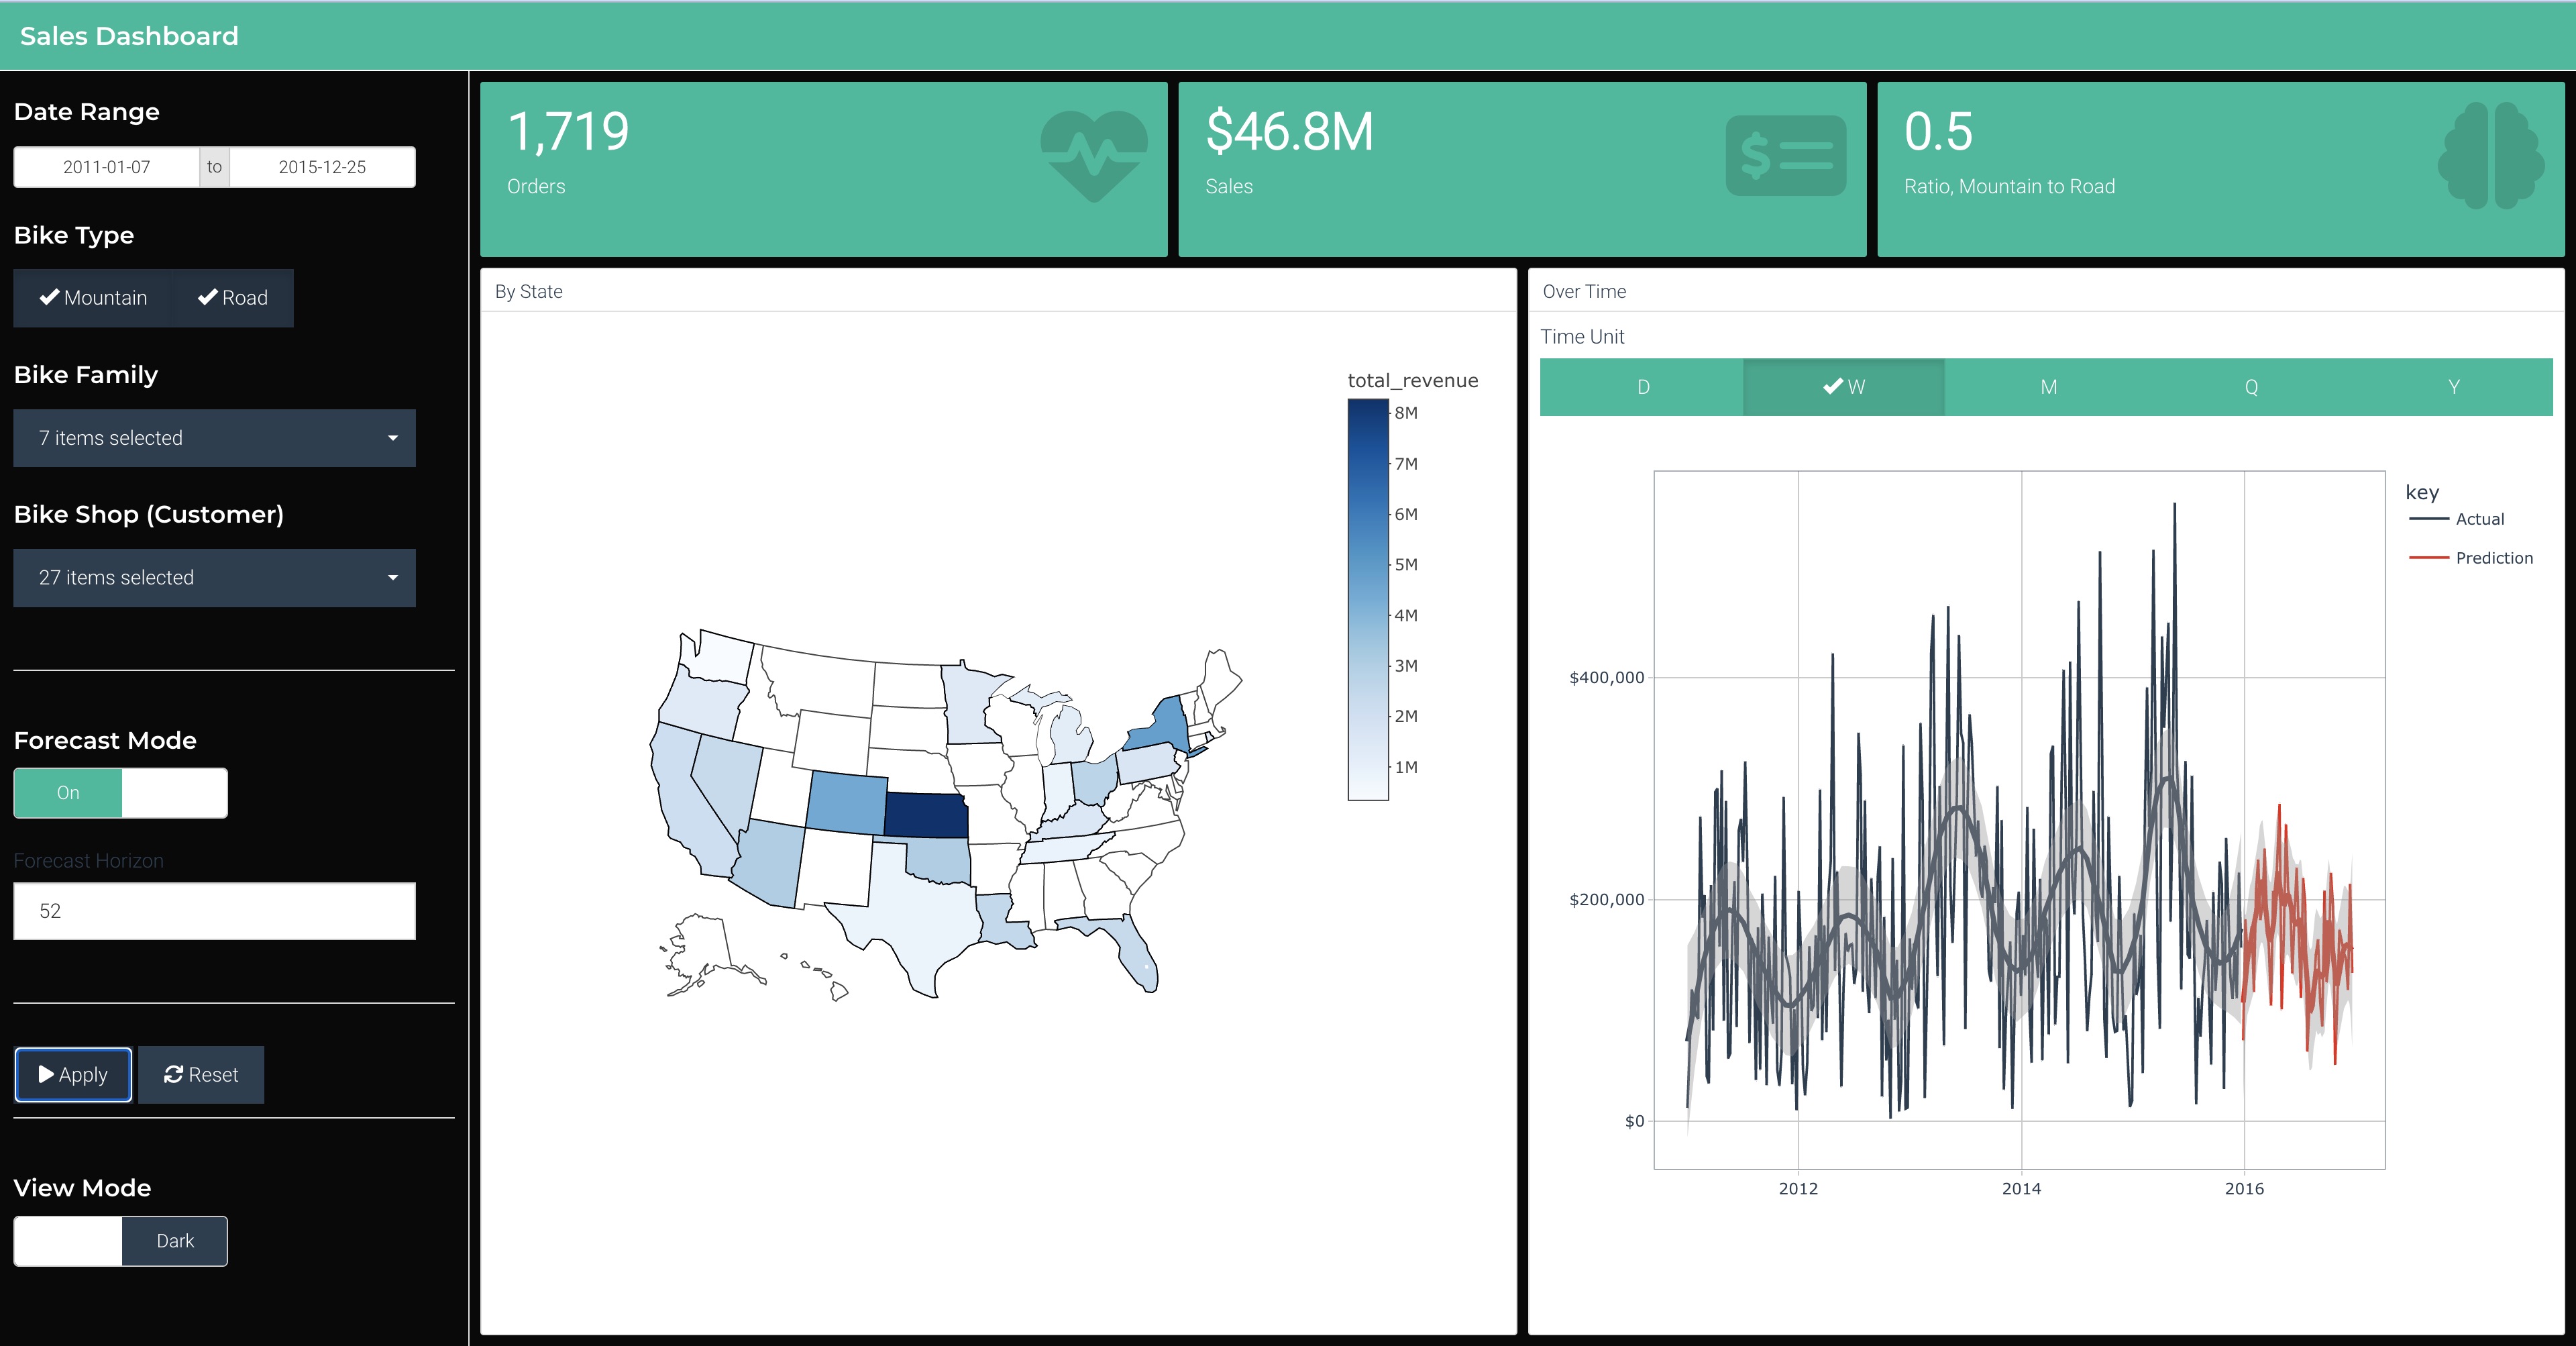 Sales Dashboard
Date Range
2011-01-07 to 2015-12-25
Bike Type
Mountain Road
Bike Family
7 items selected
Bike Shop (Customer)
27 items selected
Forecast Mode
On
Forecast Horizon
52
Apply Reset
View Mode
Dark
1,719
Orders
$46.8M
Sales
0.5
Ratio, Mountain to Road
By State
total_revenue
8M
7M
6M
5M
4M
3M
2M
1M
Over Time
Time Unit
D W M Q Y
key
Actual
Prediction
$400,000
$200,000
$0
2012 2014 2016